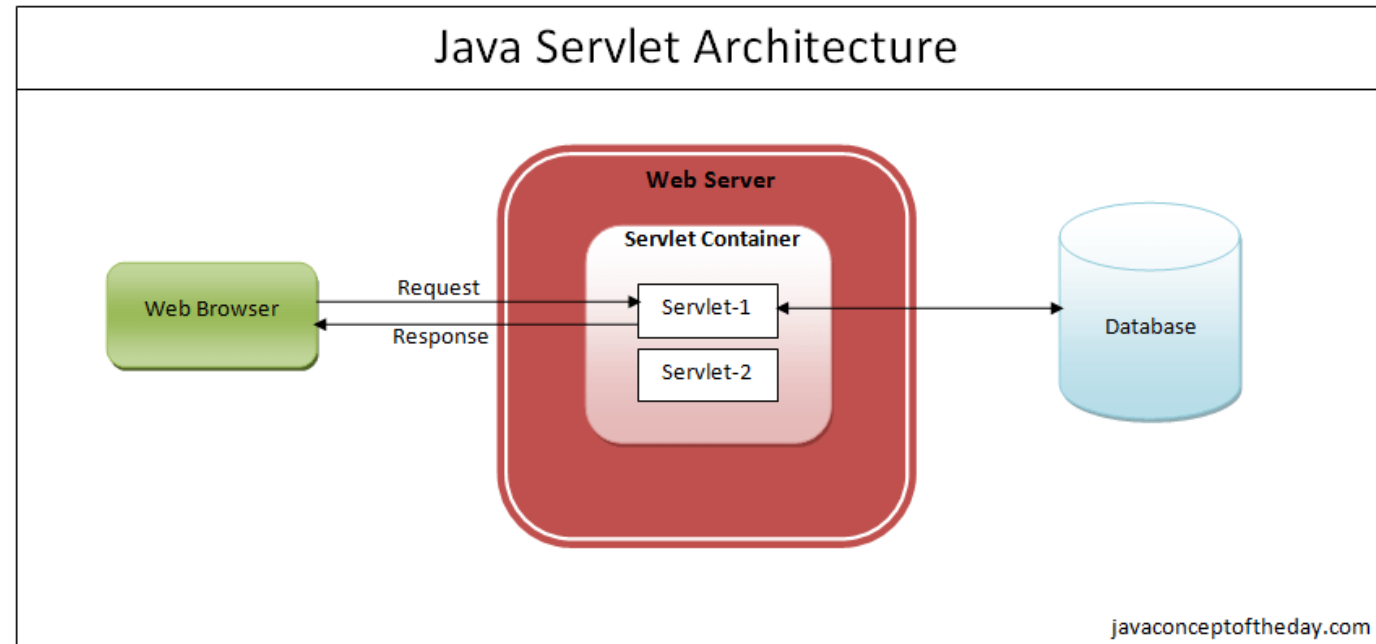 Java Servlet Architecture
Web Server
Servlet Container
Web Browser
Request
Response
Servlet-1
Servlet-2
Database
javaconceptoftheday.com